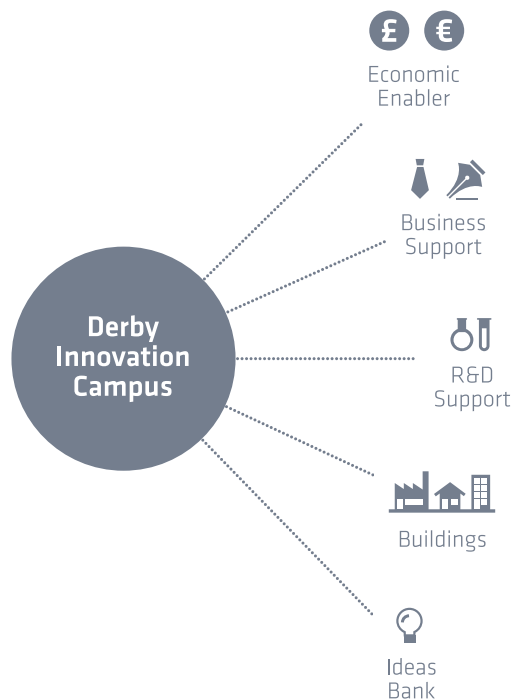 £ €
Economic
Enabler
Business
Support
Derby
Innovation
Campus
R&D
Support
Buildings
Ideas
Bank